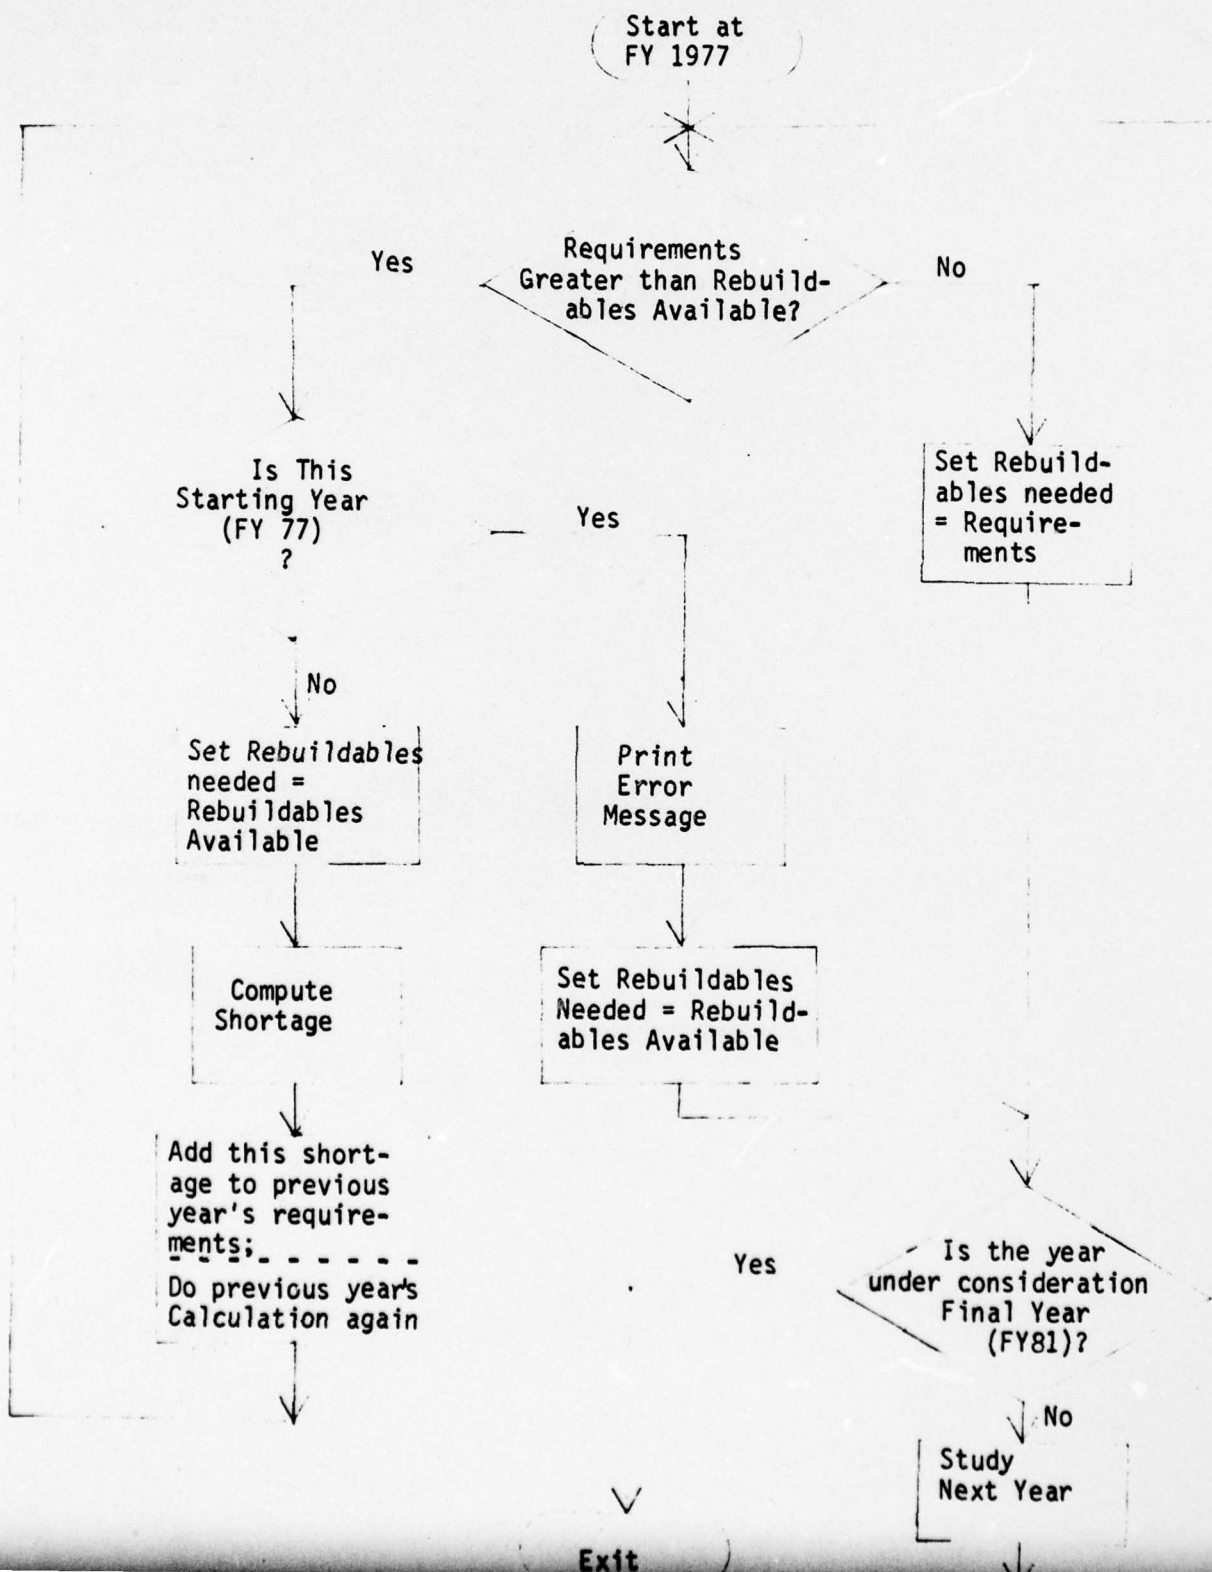 Start at
FY 1977
Requirements
Greater than Rebuild-
ables Available?
Yes
No
Is This
Starting Year
(FY 77)
?
Yes
Set Rebuild-
ables needed
= Require-
ments
No
Set Rebuildables
needed =
Rebuildables
Available
Print
Error
Message
Compute
Shortage
Set Rebuildables
Needed = Rebuild-
ables Available
Add this short-
age to previous
year's require-
ments;
Do previous year's
Calculation again
Yes
Is the year
under consideration
Final Year
(FY81)?
No
Study
Next Year
Exit